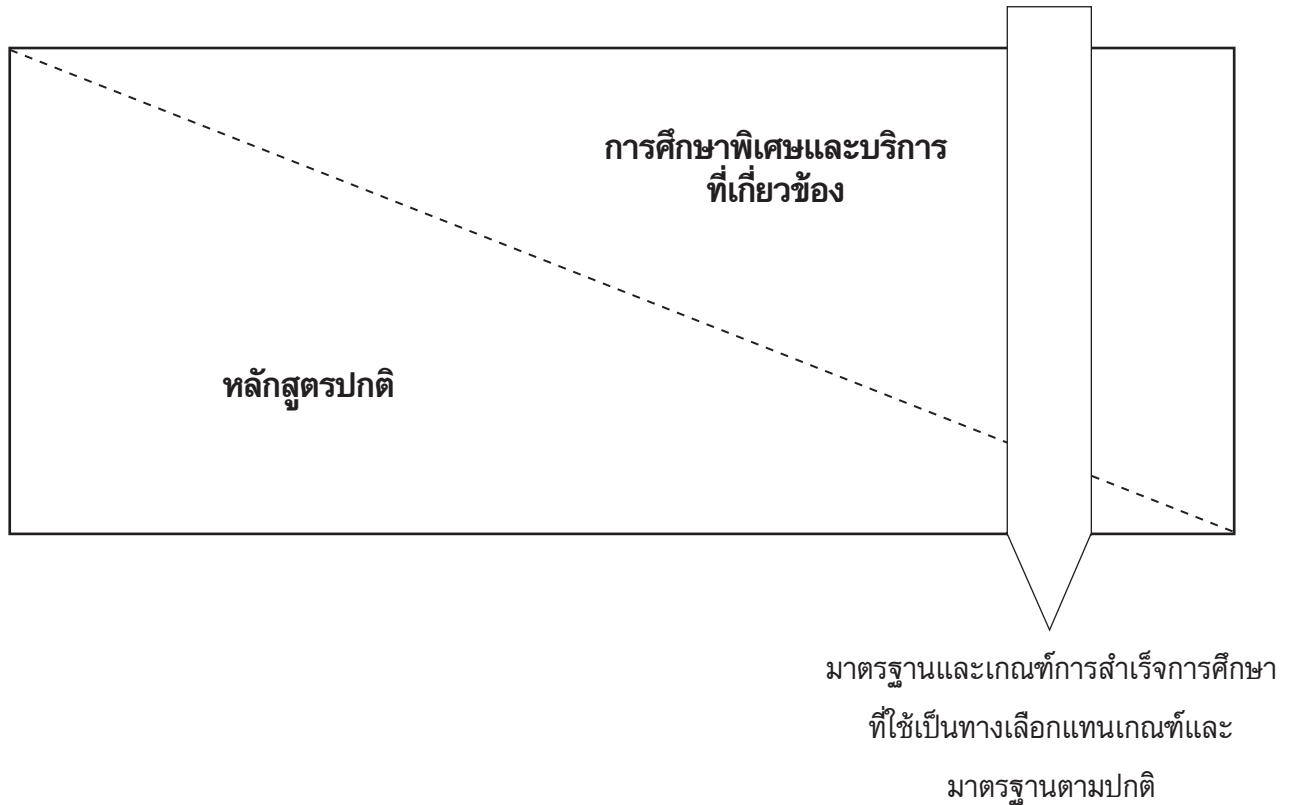 การศึกษาพิเศษและบริการ
ที่เกี่ยวข้อง
หลักสูตรปกติ
มาตรฐานและเกณฑ์การสำเร็จการศึกษา
ที่ใช้เป็นทางเลือกแทนเกณฑ์และ
มาตรฐานตามปกติ